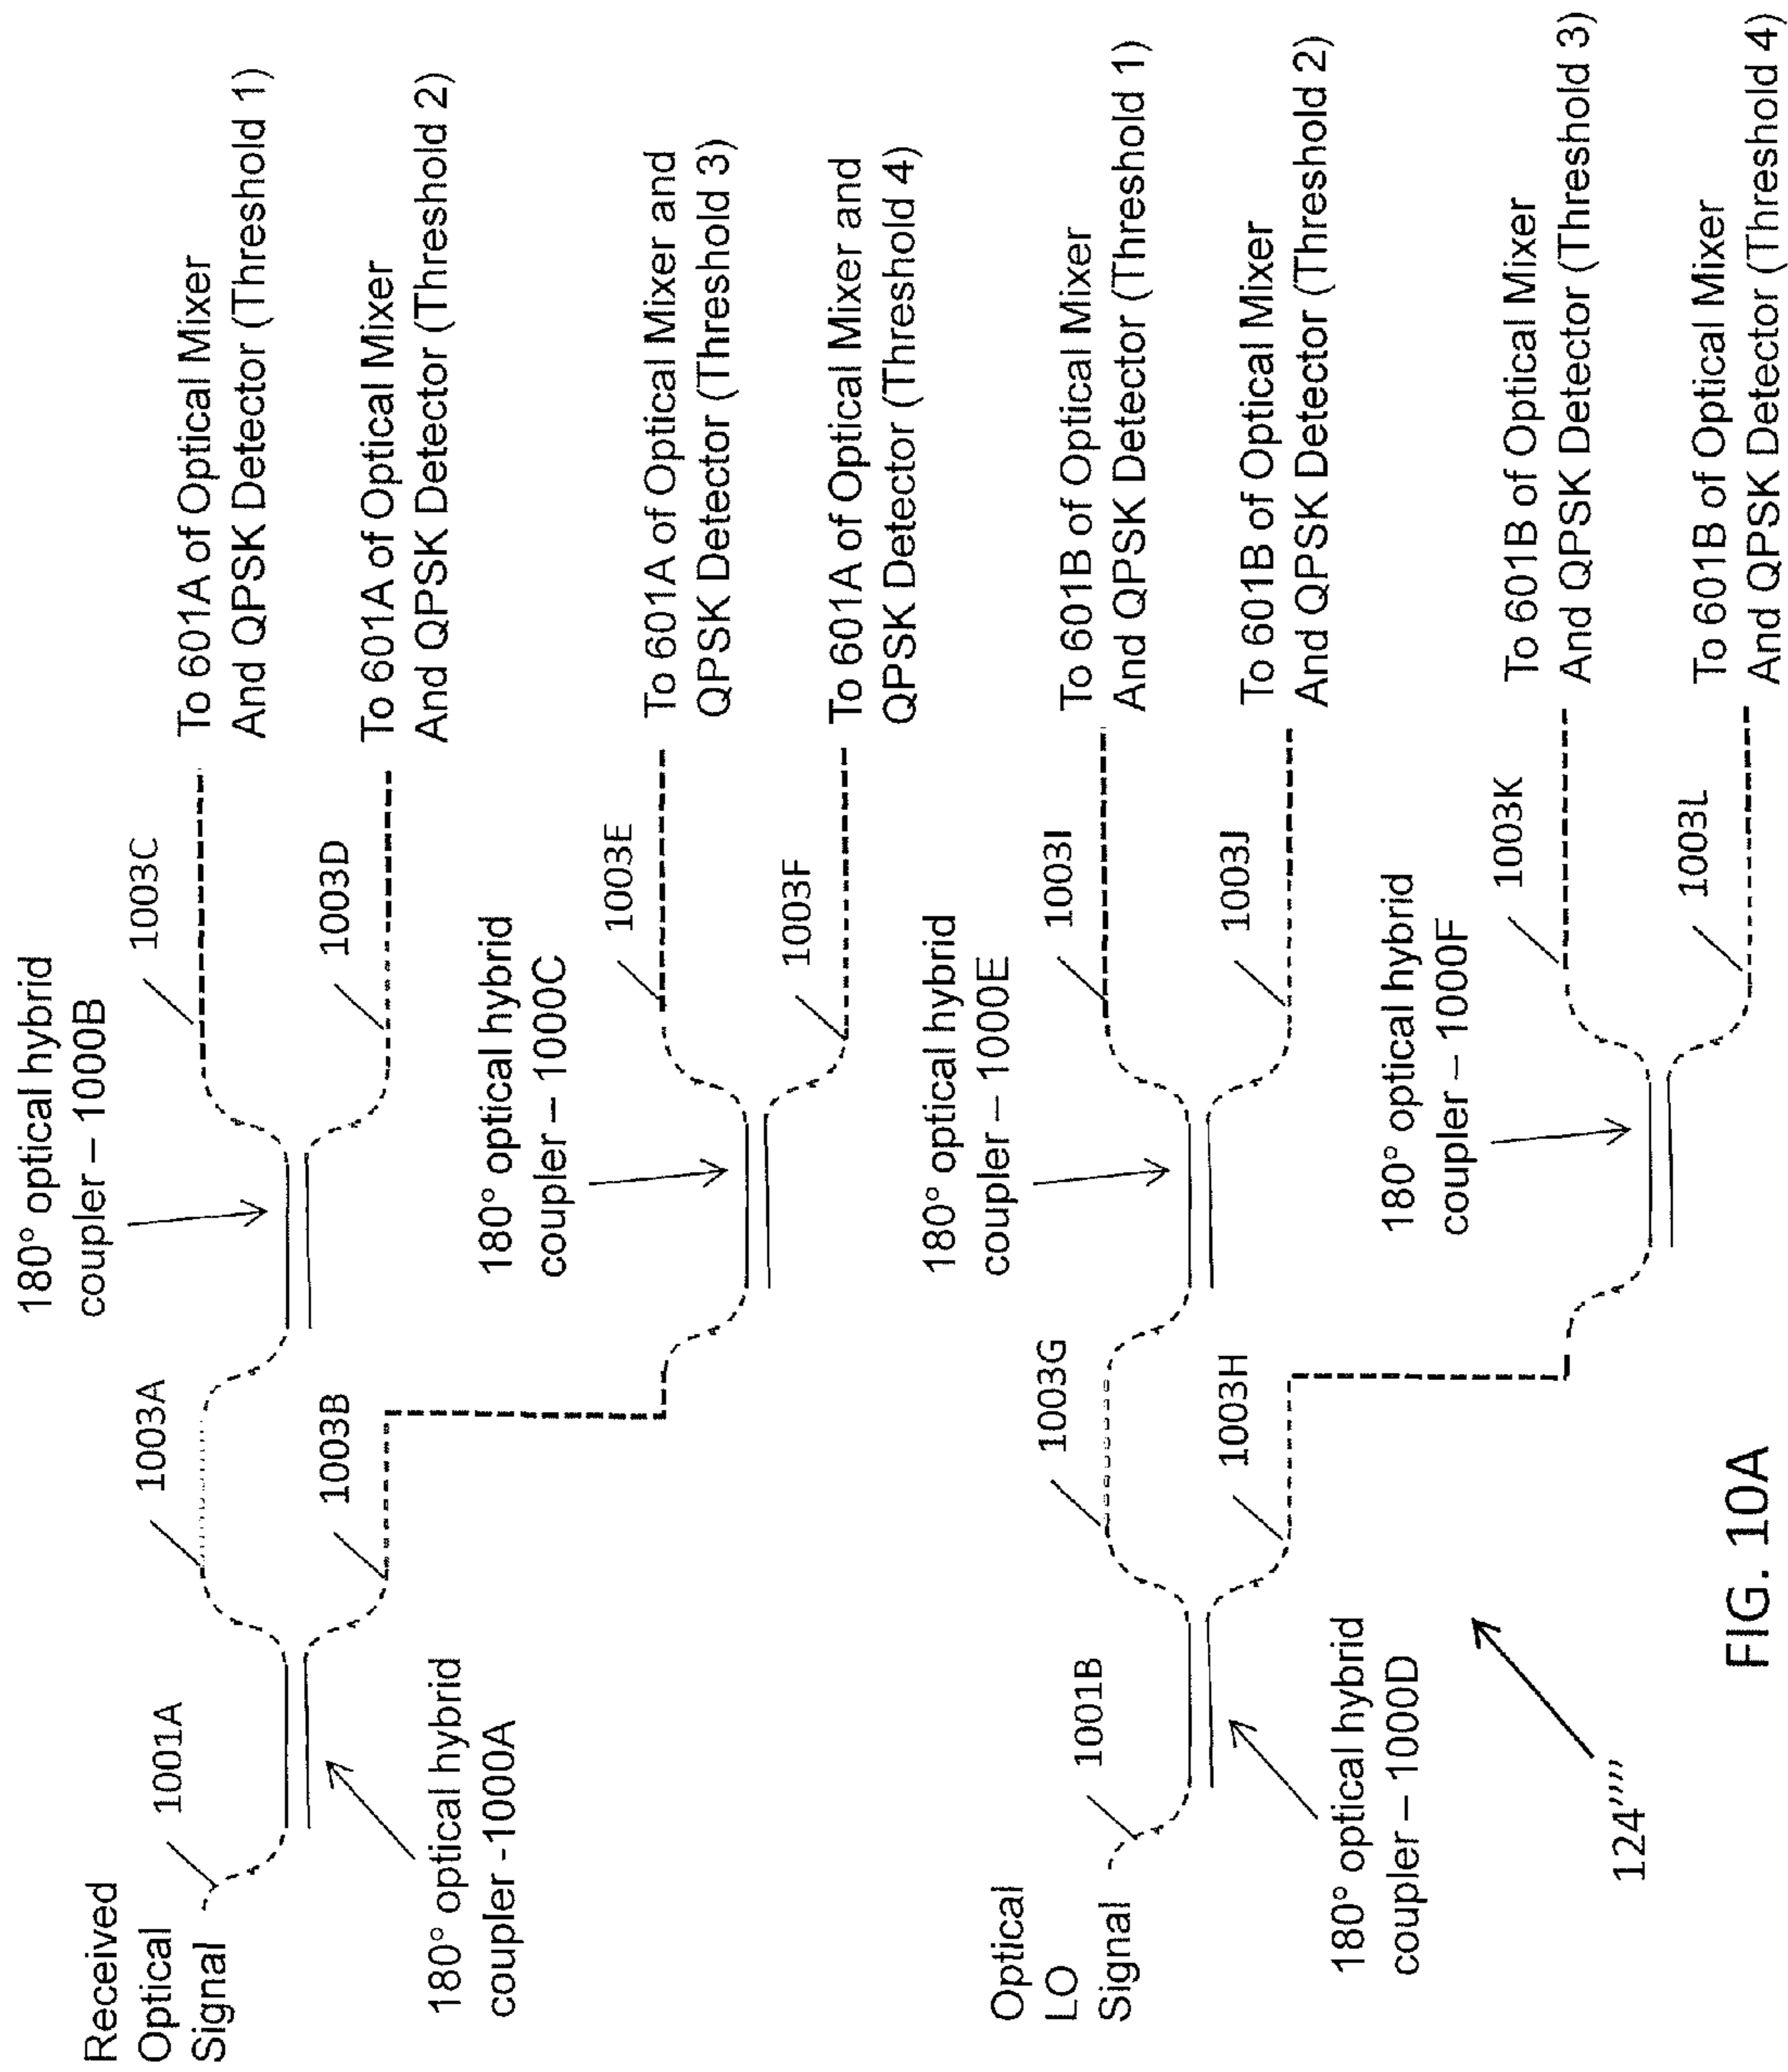 Received
Optical
Signal
1001A
180° optical hybrid
coupler -1000A
1003A
1003B
180° optical hybrid
coupler – 1000B
1003C
1003D
To 601A of Optical Mixer
And QPSK Detector (Threshold 1)
To 601A of Optical Mixer
And QPSK Detector (Threshold 2)
180° optical hybrid
coupler – 1000C
1003E
1003F
To 601A of Optical Mixer and
QPSK Detector (Threshold 3)
To 601A of Optical Mixer and
QPSK Detector (Threshold 4)
Optical
LO
Signal
1001B
180° optical hybrid
coupler – 1000D
1003G
1003H
180° optical hybrid
coupler – 1000E
1003I
1003J
To 601B of Optical Mixer
And QPSK Detector (Threshold 1)
To 601B of Optical Mixer
And QPSK Detector (Threshold 2)
180° optical hybrid
coupler – 1000F
1003K
1003L
To 601B of Optical Mixer
And QPSK Detector (Threshold 3)
To 601B of Optical Mixer
And QPSK Detector (Threshold 4)
124''''
FIG. 10A